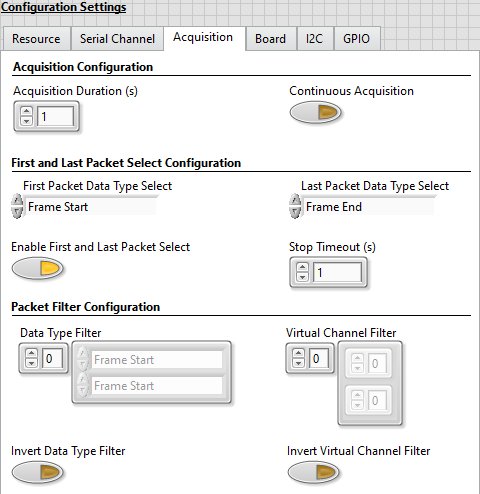 Configuration Settings
Resource Serial Channel Acquisition Board I2C GPIO
Acquisition Configuration
Acquisition Duration (s) Continuous Acquisition
1
First and Last Packet Select Configuration
First Packet Data Type Select Last Packet Data Type Select
Frame Start Frame End
Enable First and Last Packet Select Stop Timeout (s)
1
Packet Filter Configuration
Data Type Filter Virtual Channel Filter
0 Frame Start 0 0
Frame Start 0
Invert Data Type Filter Invert Virtual Channel Filter